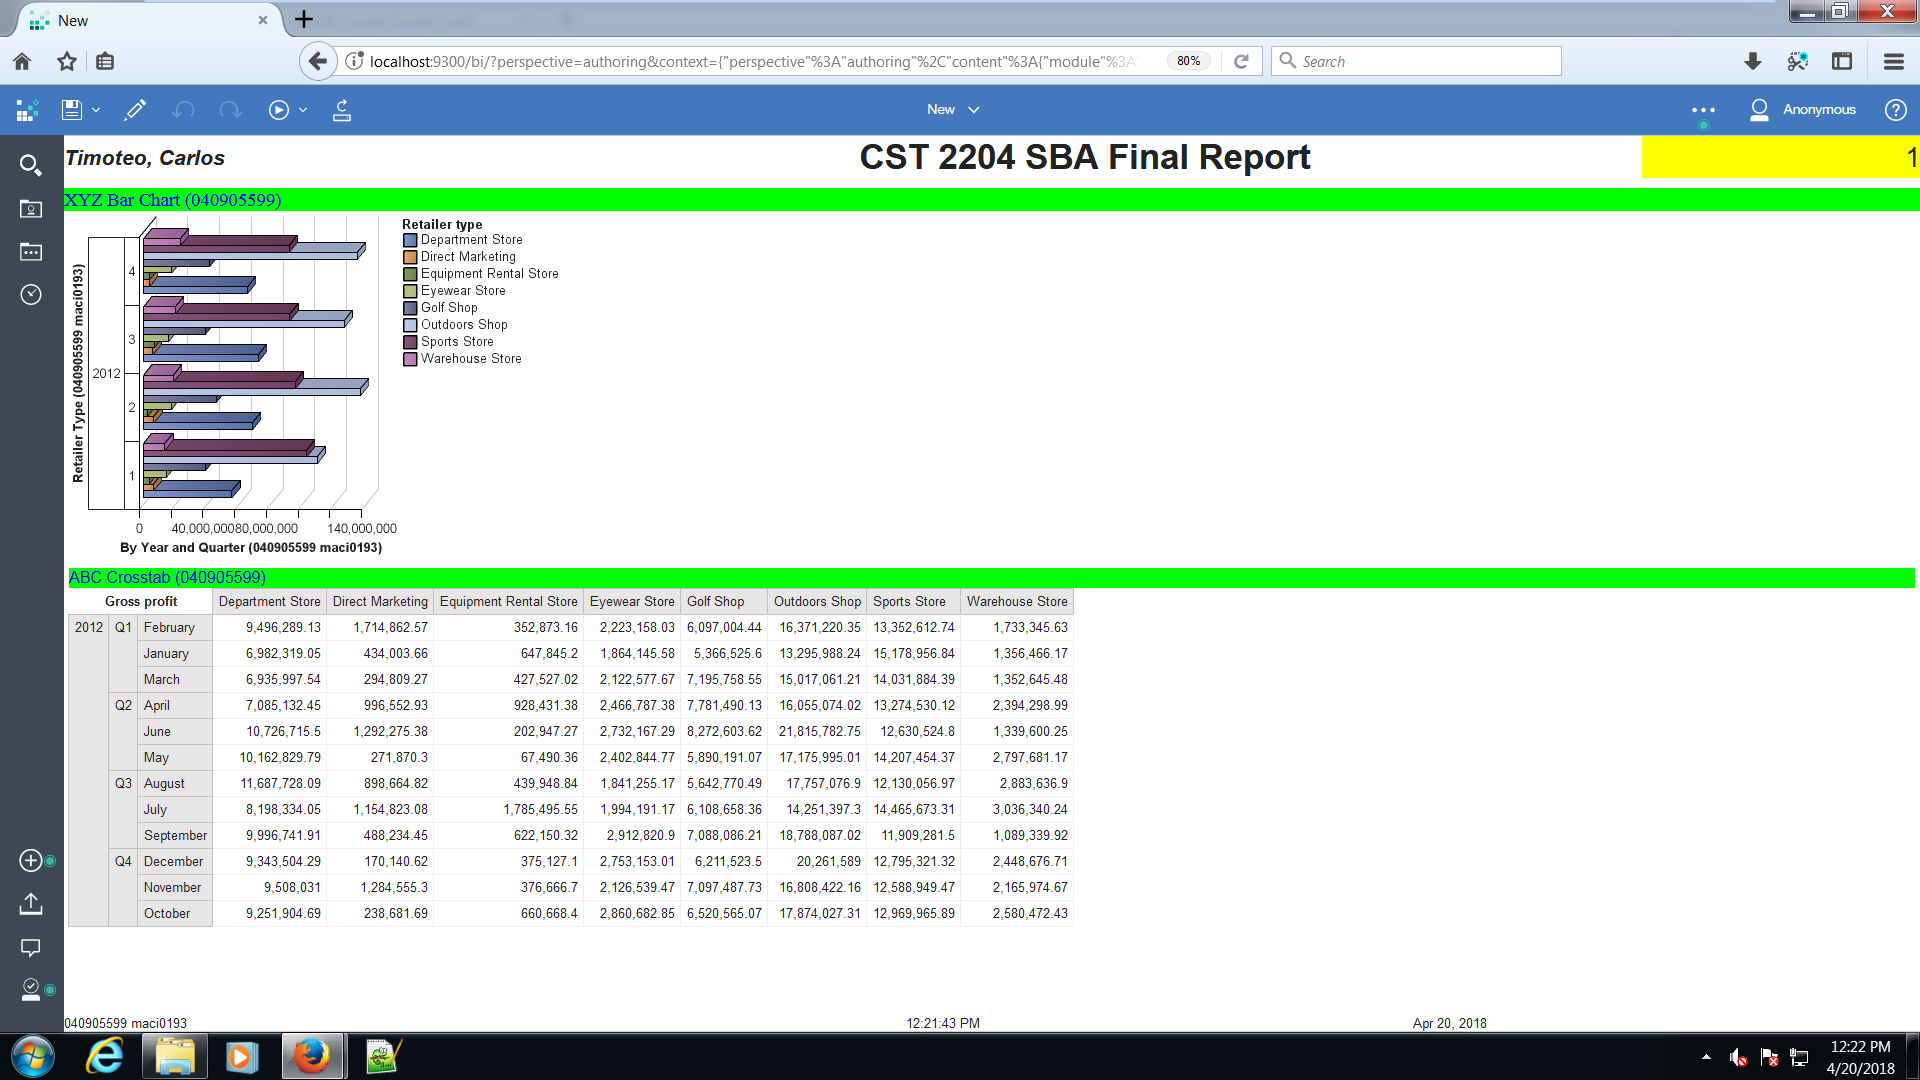 New
localhost:9300/bi/?perspective=authoring&context={"perspective"%3A"authoring"%2C"content"%3A{"module"%3A"
80%
Search
New
Anonymous
Timoteo, Carlos
CST 2204 SBA Final Report
1
XYZ Bar Chart (040905599)
Retailer type
Department Store
Direct Marketing
Equipment Rental Store
Eyewear Store
Golf Shop
Outdoors Shop
Sports Store
Warehouse Store
Retailer Type (040905599 maci0193)
2012
4
3
2
1
0 40,000,000 80,000,000 140,000,000
By Year and Quarter (040905599 maci0193)
ABC Crosstab (040905599)
Gross profit Department Store Direct Marketing Equipment Rental Store Eyewear Store Golf Shop Outdoors Shop Sports Store Warehouse Store
2012 Q1 February 9,496,289.13 1,714,862.57 352,873.16 2,223,158.03 6,097,004.44 16,371,220.35 13,352,612.74 1,733,345.63
January 6,982,319.05 434,003.66 647,845.2 1,864,145.58 5,366,525.6 13,295,988.24 15,178,956.84 1,356,466.17
March 6,935,997.54 294,809.27 427,527.02 2,122,577.67 7,195,758.55 15,017,061.21 14,031,884.39 1,352,645.48
Q2 April 7,085,132.45 996,552.93 928,431.38 2,466,787.38 7,781,490.13 16,055,074.02 13,274,530.12 2,394,298.99
June 10,726,715.5 1,292,275.38 202,947.27 2,732,167.29 8,272,603.62 21,815,782.75 12,630,524.8 1,339,600.25
May 10,162,829.79 271,870.3 67,490.36 2,402,844.77 5,890,191.07 17,175,995.01 14,207,454.37 2,797,681.17
Q3 August 11,687,728.09 898,664.82 439,948.84 1,841,255.17 5,642,770.49 17,757,076.9 12,130,056.97 2,883,636.9
July 8,198,334.05 1,154,823.08 1,785,495.55 1,994,191.17 6,108,658.36 14,251,397.3 14,465,673.31 3,036,340.24
September 9,996,741.91 488,234.45 622,150.32 2,912,820.9 7,088,086.21 18,788,087.02 11,909,281.5 1,089,339.92
Q4 December 9,343,504.29 170,140.62 375,127.1 2,753,153.01 6,211,523.5 20,261,589 12,795,321.32 2,448,676.71
November 9,508,031 1,284,555.3 376,666.7 2,126,539.47 7,097,487.73 16,808,422.16 12,588,949.47 2,165,974.67
October 9,251,904.69 238,681.69 660,668.4 2,860,682.85 6,520,565.07 17,874,027.31 12,969,965.89 2,580,472.43
040905599 maci0193 12:21:43 PM Apr 20, 2018
12:22 PM
4/20/2018